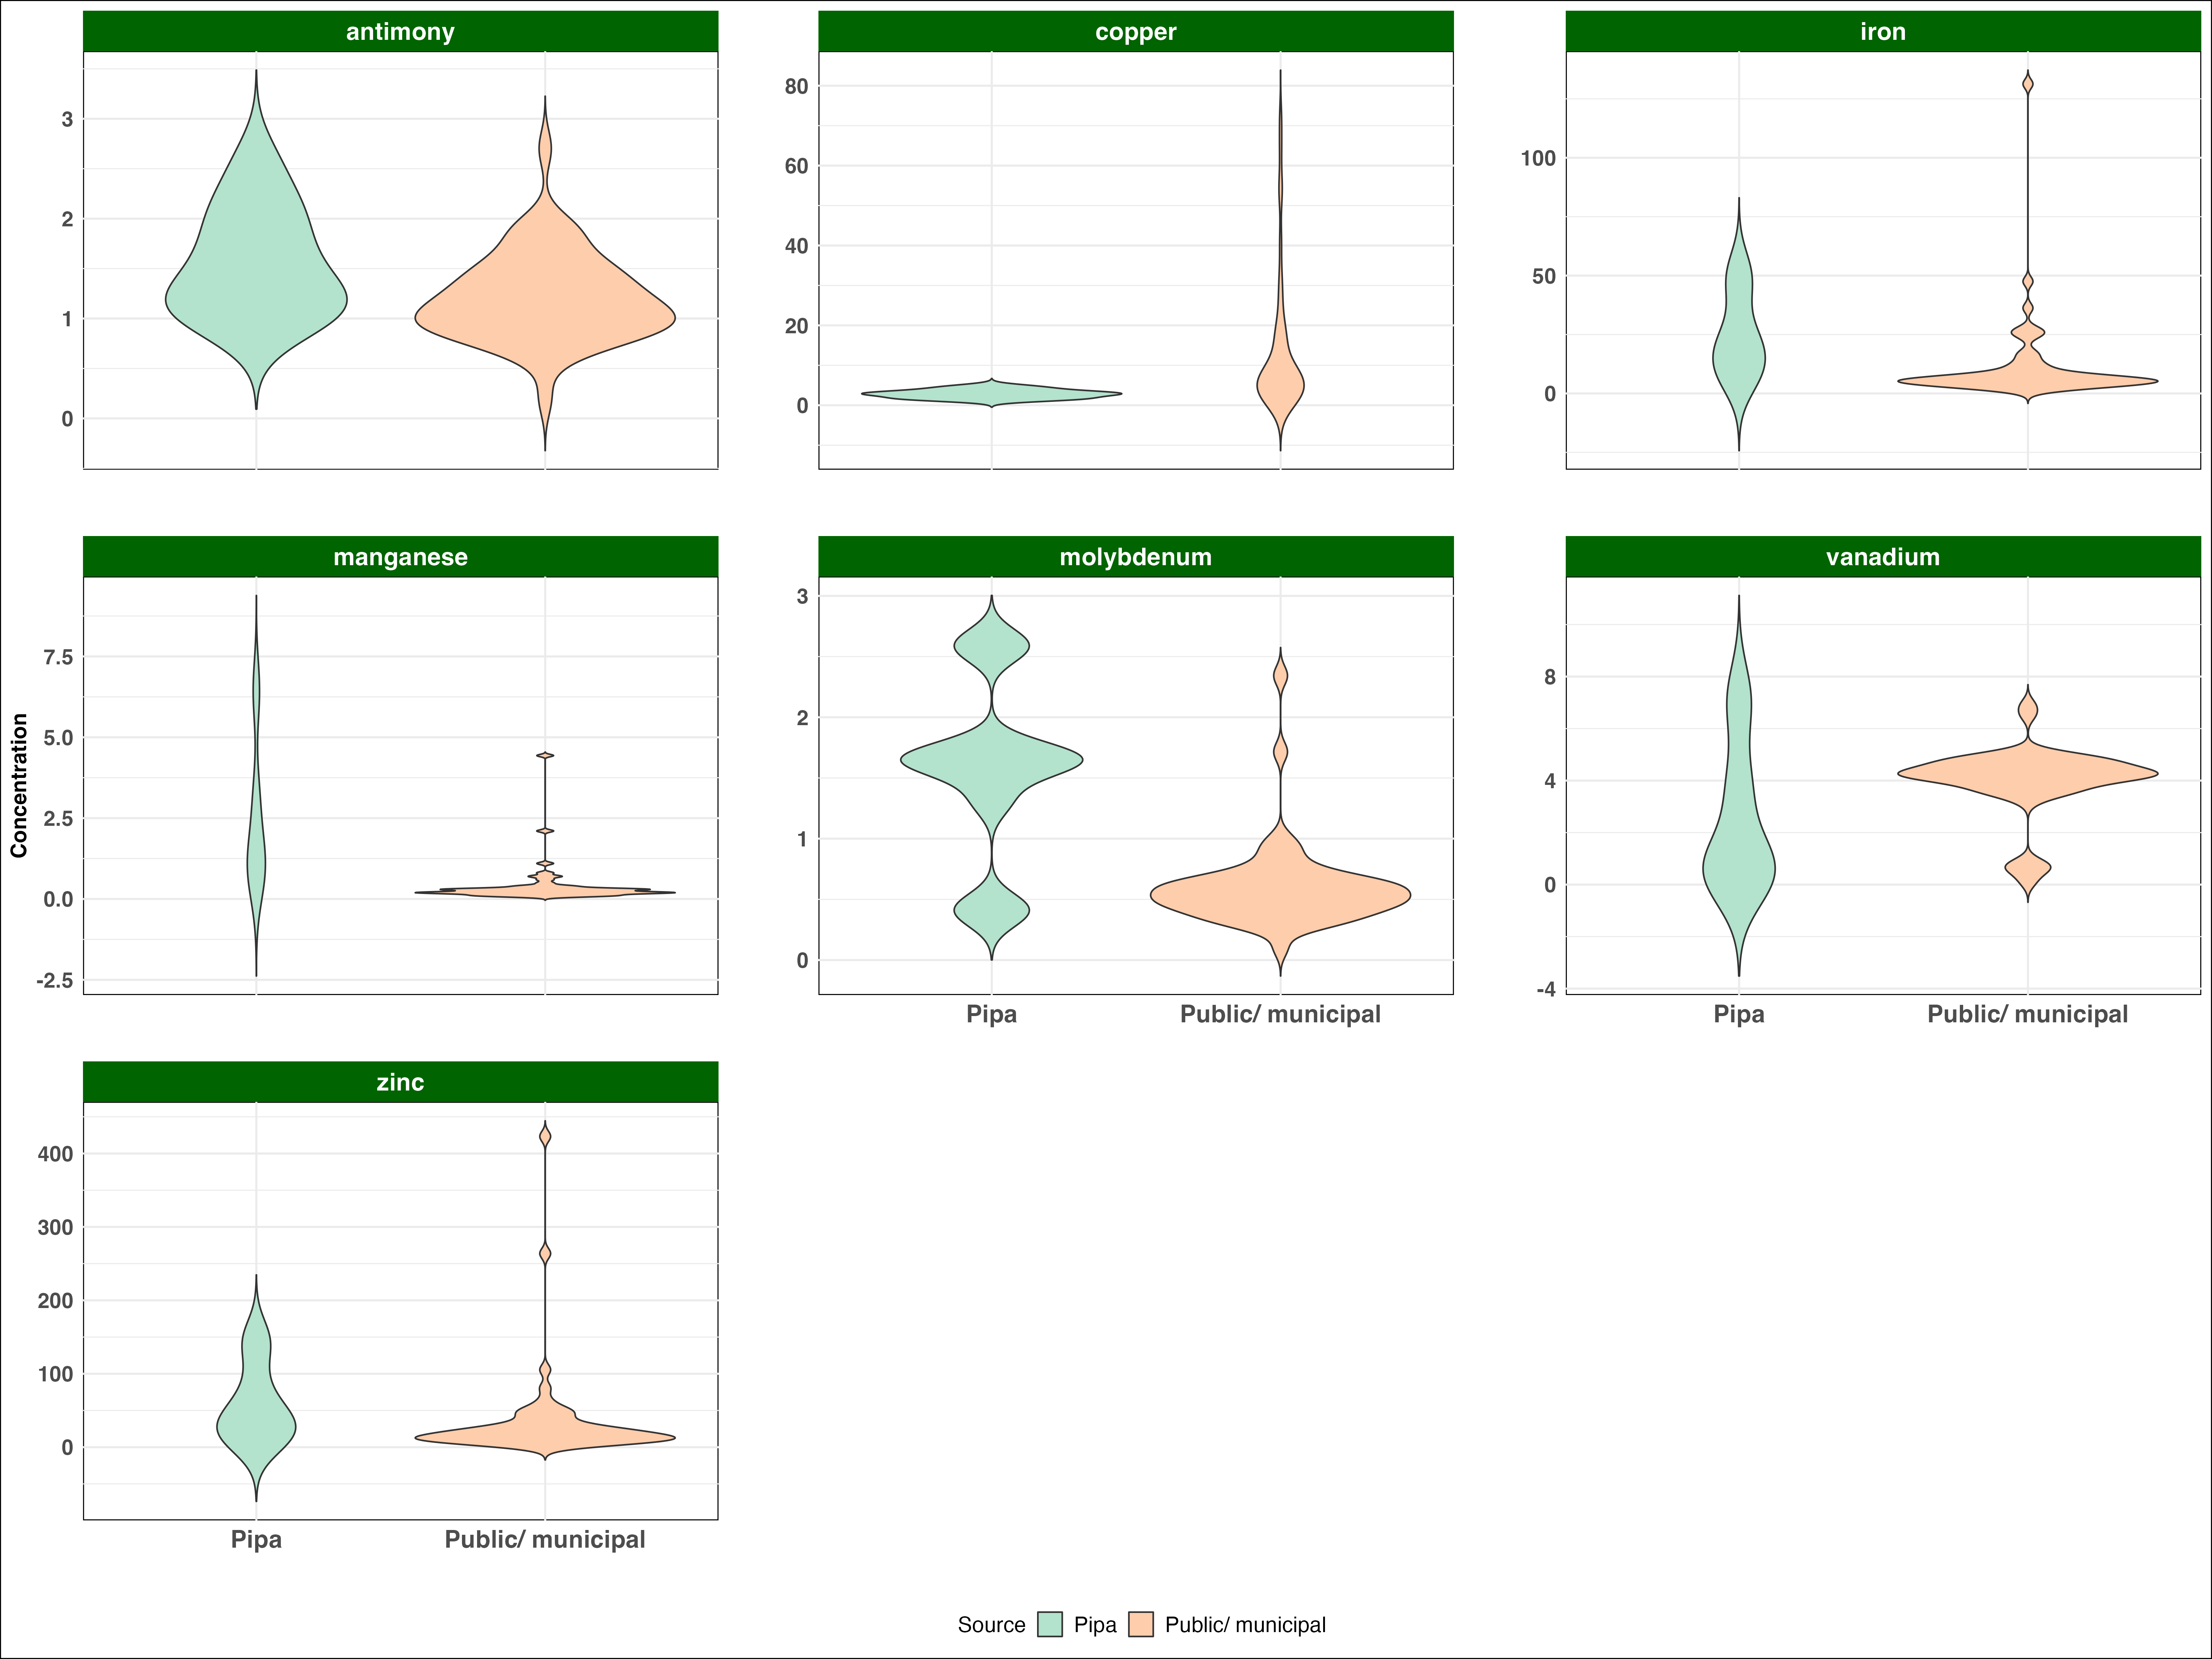 antimony
copper
iron
3
2
1
0
80
60
40
20
0
100
50
0
manganese
molybdenum
vanadium
Concentration
7.5
5.0
2.5
0.0
-2.5
3
2
1
0
8
4
0
-4
Pipa
Public/ municipal
Pipa
Public/ municipal
zinc
400
300
200
100
0
Pipa
Public/ municipal
Source
Pipa
Public/ municipal